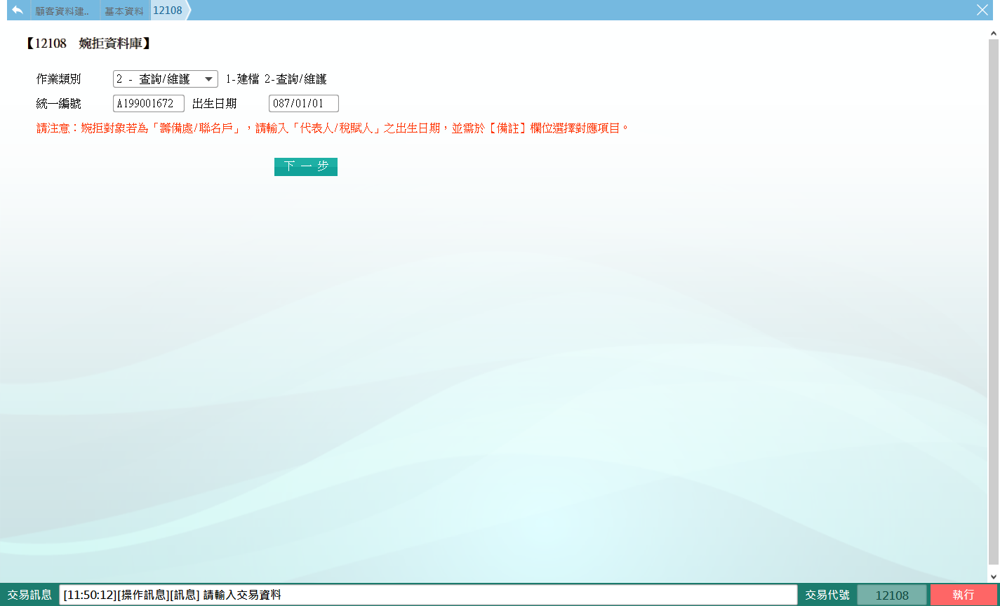 顧客資料建.. 基本資料 12108
【12108 婉拒資料庫】
作業類別 2 - 查詢/維護 1-建檔 2-查詢/維護
統一編號 A199001672 出生日期 087/01/01
請注意：婉拒對象若為「籌備處/聯名戶」，請輸入「代表人/稅賦人」之出生日期，並需於【備註】欄位選擇對應項目。
下一步
交易訊息 [11:50:12][操作訊息][訊息] 請輸入交易資料 交易代號 12108 執行